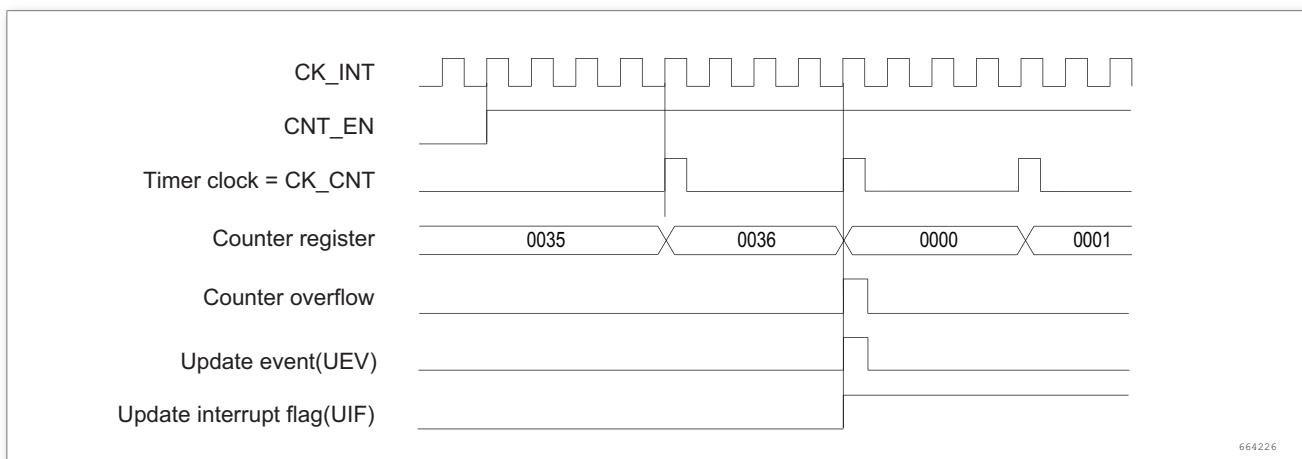 CK_INT
CNT_EN
Timer clock = CK_CNT
Counter register 0035 0036 0000 0001
Counter overflow
Update event(UEV)
Update interrupt flag(UIF)
664226